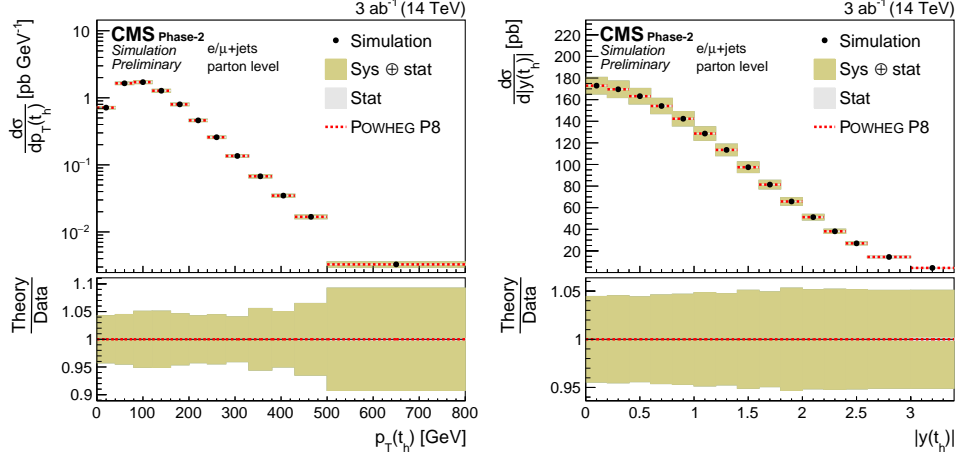 3 ab⁻¹ (14 TeV)
CMS Phase-2
Simulation
Preliminary
e/μ+jets
parton level
Simulation
Sys ⊕ stat
Stat
POWHEG P8
dσ
dp_T(t_h) [pb GeV⁻¹]
10
1
10⁻¹
10⁻²
Theory
Data
1.1
1.05
1
0.95
0.9
0 100 200 300 400 500 600 700 800
p_T(t_h) [GeV]
3 ab⁻¹ (14 TeV)
CMS Phase-2
Simulation
Preliminary
e/μ+jets
parton level
Simulation
Sys ⊕ stat
Stat
POWHEG P8
dσ
d|y(t_h)| [pb]
220
200
180
160
140
120
100
80
60
40
20
Theory
Data
1.05
1
0.95
0 0.5 1 1.5 2 2.5 3
|y(t_h)|